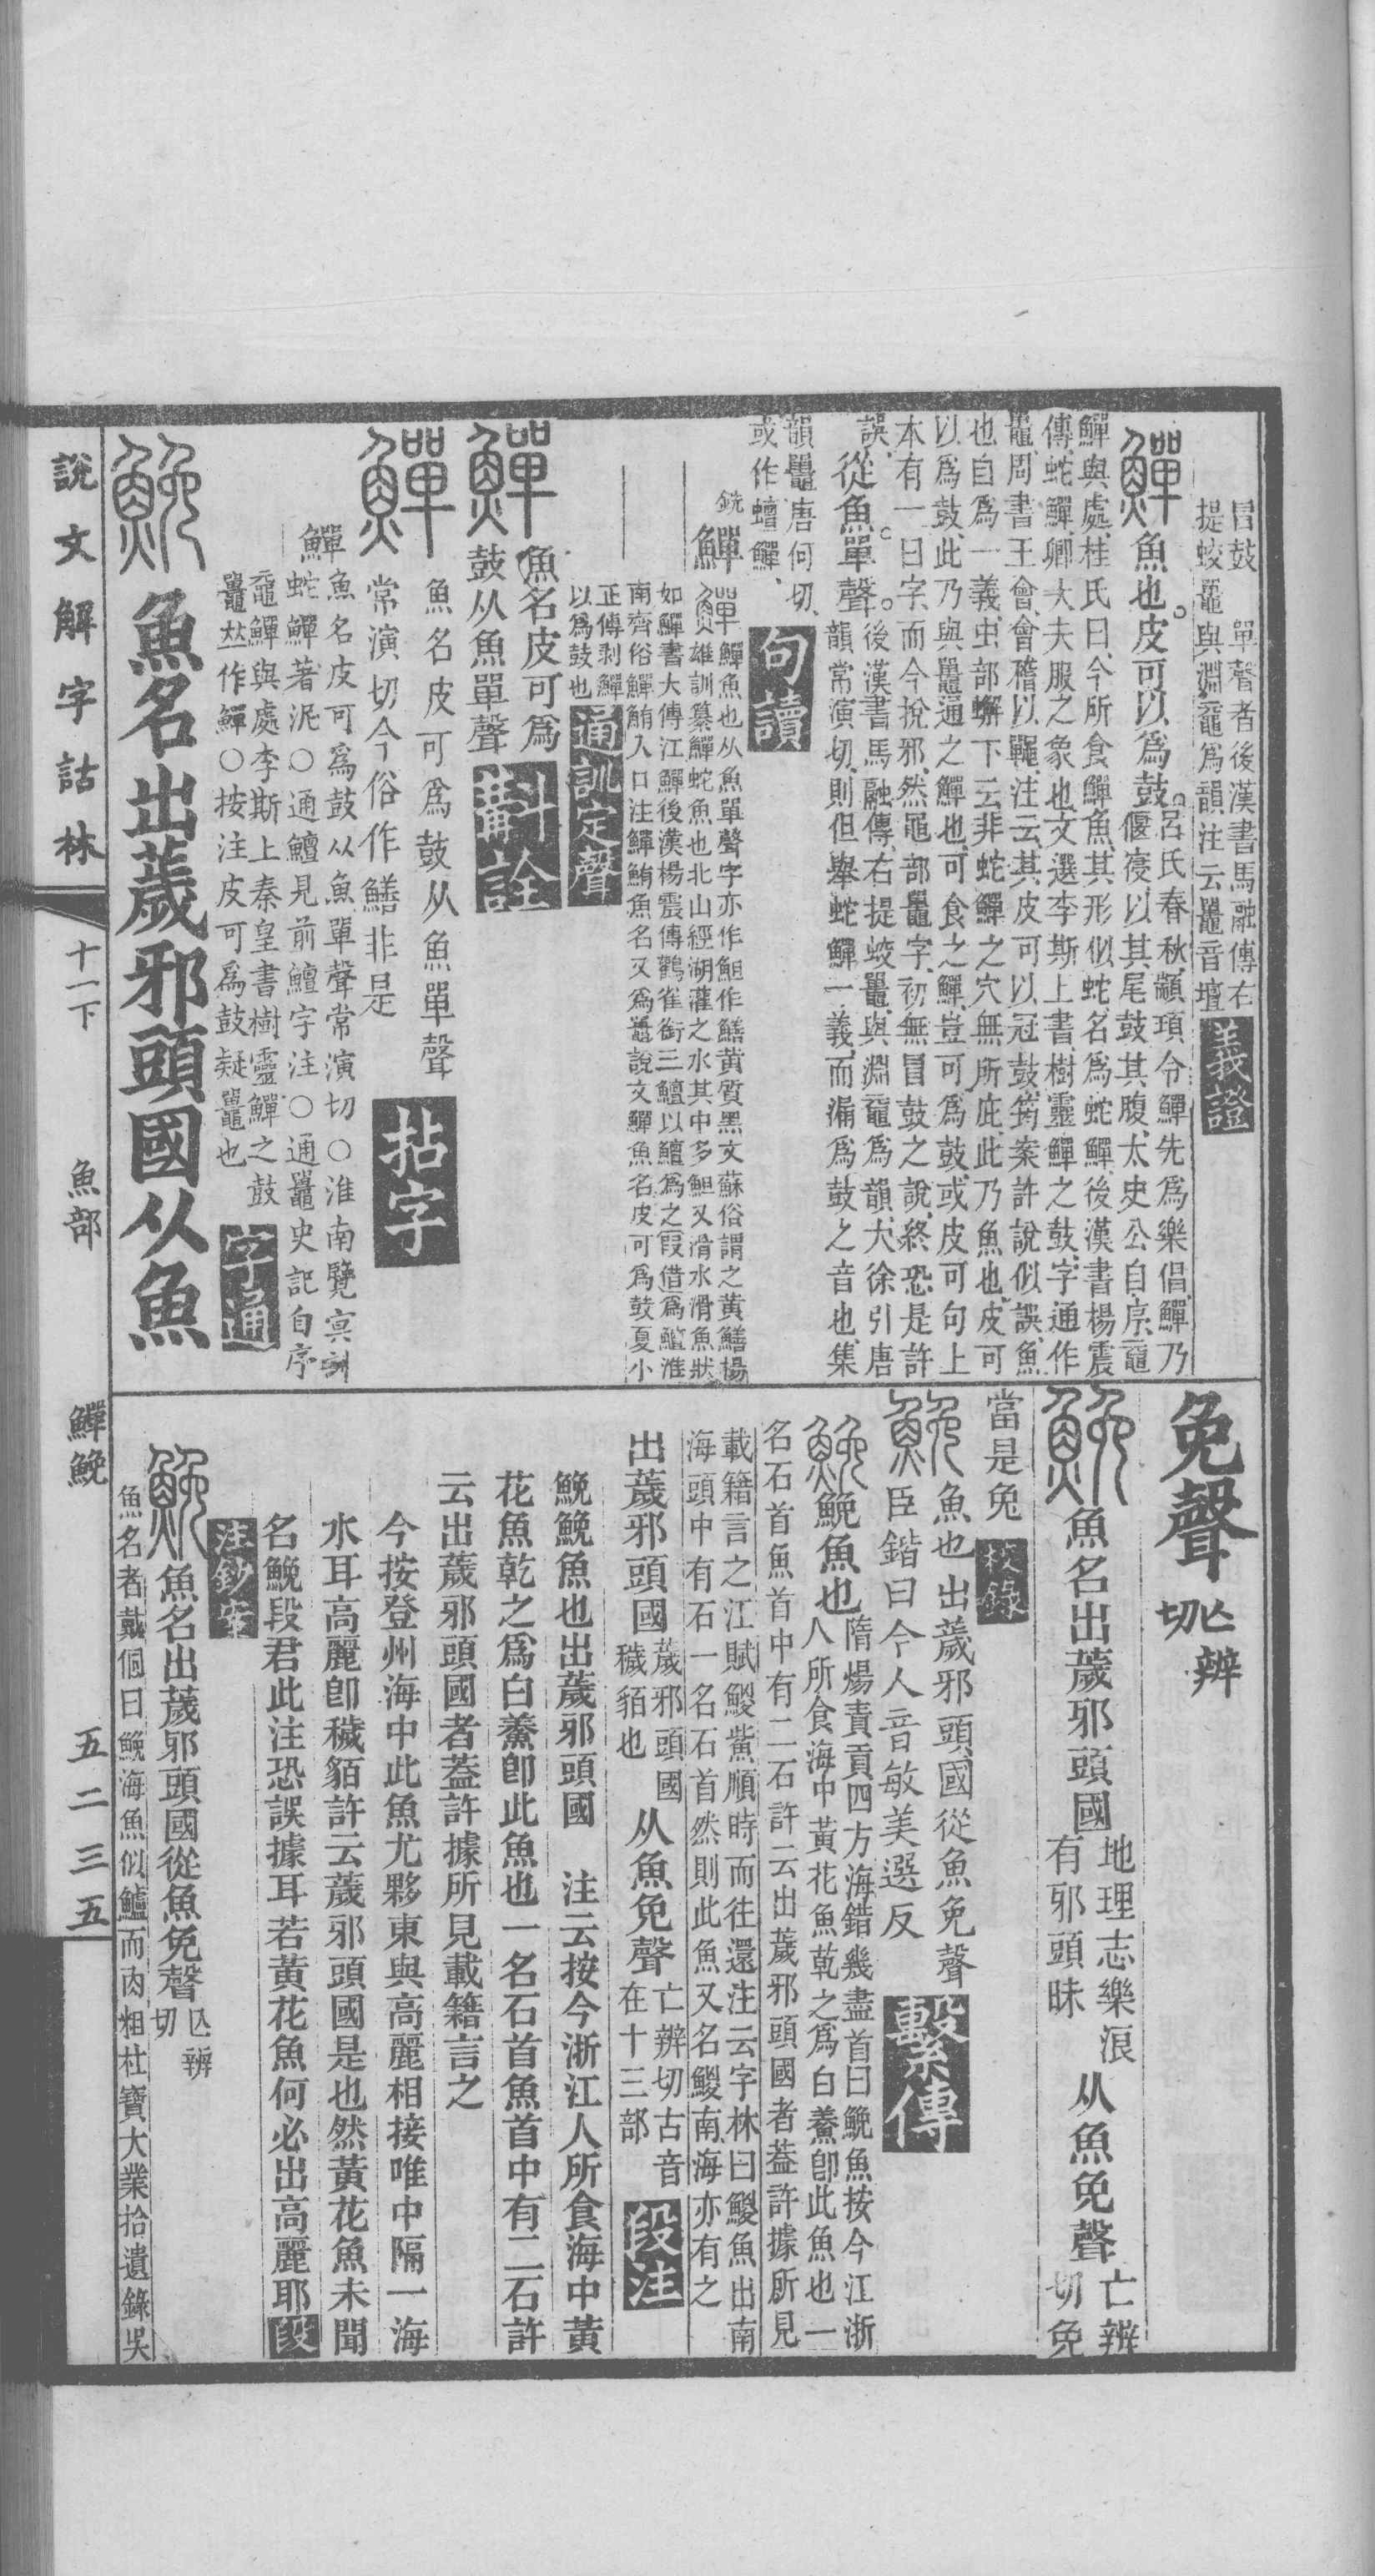 冒鼓 單聲者後漢書馬融傳右
提蛟鼉與淵黿爲韻注云鼉音壇 義證
鱓 魚也皮可以爲鼓
呂氏春秋顓頊令鱓先爲樂倡鱓乃
偃寑以其尾鼓其腹太史公自序黿
鱓與處桂氏曰今所食鱓魚其形似蛇名爲蛇鱓後漢書楊震
傳蛇鱓卿大夫服之象也文選李斯上書樹靈鱓之鼓字通作
鼉周書王會會稽以鼉注云其皮可以冠鼓筠案許說似誤魚
也自爲一義虫部蠏下云非蛇鱓之穴無所庇此乃魚也皮可
以爲鼓此乃與鼉通之鱓也可食之鱓豈可爲鼓或皮可句上
本有一曰字而今挩邪然黽部鼉字初無冒鼓之說終恐是許
誤
從魚單聲
後漢書馬融傳右提蛟鼉與淵黿爲韻大徐引唐
韻常演切則但舉蛇鱓一義而漏爲鼓之音也集
韻鼉唐何切
或作蟺鱓
句讀
銑 鱓
鱓 鱓魚也从魚單聲字亦作䱇作鱔黃質黑文蘇俗謂之黃鱔楊
雄訓纂鱓蛇魚也北山經湖灌之水其中多䱇又滑水滑魚狀
如鱓書大傳江鱓後漢楊震傳鸛雀銜三鱣以鱣爲之叚借爲鼉淮
南齊俗鱓鮪入口注鱓鮪魚名又爲鼉說文鱓魚名皮可爲鼓夏小
正傳剥鱓
以爲鼓也
通訓定聲
鱓 魚名皮可爲
鼓从魚單聲
斠詮
鱓 魚名皮可爲鼓从魚單聲
常演切今俗作鱔非是
拈字
鱓 魚名皮可爲鼓从魚單聲常演切○淮南覽冥訓
蛇鱓著泥○通鱣見前鱣字注○通鼉史記自序
黿鱓與處李斯上秦皇書樹靈鱓之鼓
鼉𠀤作鱓○按注皮可爲鼓疑鼉也
字通
鮸 魚名出薉邪頭國从魚
免聲 亡辨切
鮸 魚名出薉邪頭國
地理志樂浪
有邪頭昧
从魚免聲
亡辨
切免
當是兔
校錄
鮸 魚也出薉邪頭國從魚免聲
臣鍇曰今人音敏美選反
繫傳
鮸 鮸魚也
隋煬責貢四方海錯幾盡首曰鮸魚按今江浙
人所食海中黃花魚乾之爲白鯗卽此魚也一
名石首魚首中有二石許云出薉邪頭國者葢許據所見
載籍言之江賦鯼鮆順時而往還注云字林曰鯼魚出南
海頭中有石一名石首然則此魚又名鯼南海亦有之
出薉邪頭國
薉邪頭國
穢貊也
从魚免聲
亡辨切古音
在十三部
段注
鮸鮸魚也出薉邪頭國 注云按今浙江人所食海中黃
花魚乾之爲白鯗卽此魚也一名石首魚首中有二石許
云出薉邪頭國者葢許據所見載籍言之
今按登州海中此魚尤夥東與高麗相接唯中隔一海
水耳高麗卽穢貊許云薉邪頭國是也然黃花魚未聞
名鮸段君此注恐誤據耳若黃花魚何必出高麗耶
段注鈔案
鮸 魚名出薉邪頭國從魚免聲
亡辨
切
魚名者戴侗曰鮸海魚似鱸而肉粗杜寶大業拾遺錄吳
說文解字詁林
十一下
魚部
鱓鮸
五二三五